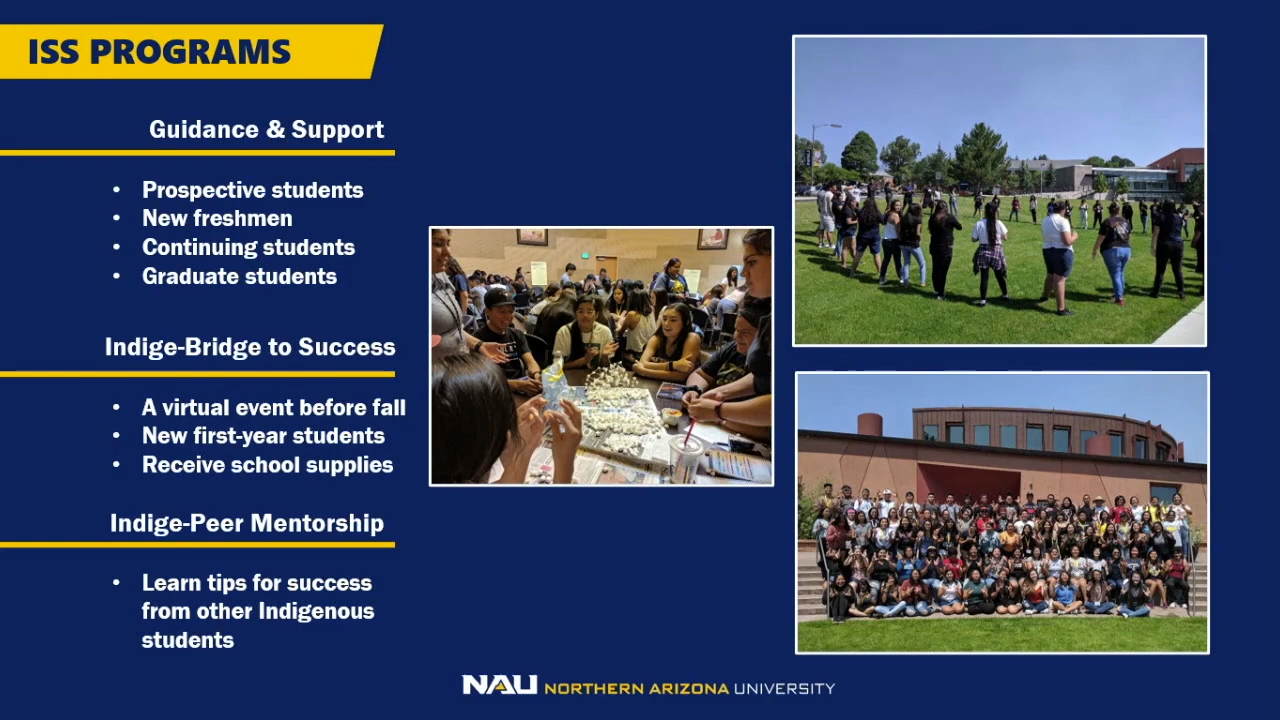 ISS PROGRAMS
Guidance & Support
• Prospective students
• New freshmen
• Continuing students
• Graduate students
Indige-Bridge to Success
• A virtual event before fall
• New first-year students
• Receive school supplies
Indige-Peer Mentorship
• Learn tips for success
from other Indigenous
students
NAU NORTHERN ARIZONA UNIVERSITY